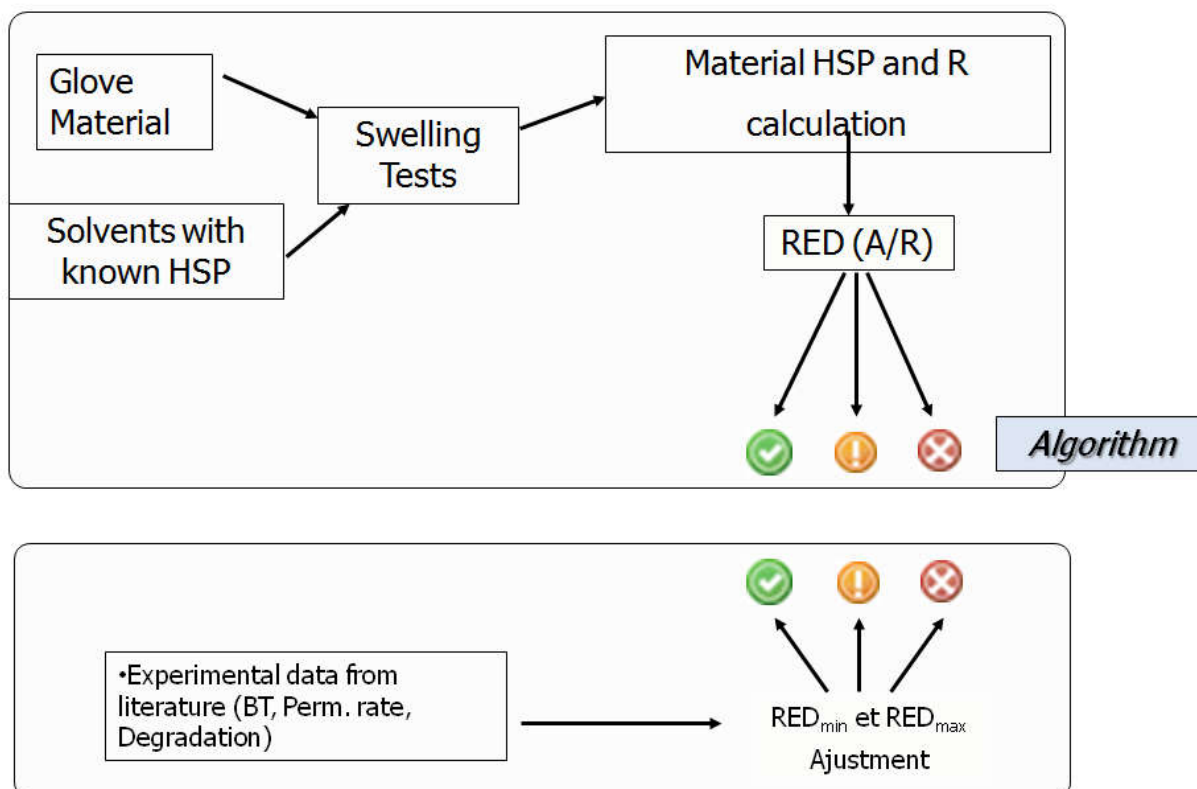 Glove
Material
Swelling
Tests
Solvents with
known HSP
Material HSP and R
calculation
RED (A/R)
Algorithm
•Experimental data from
literature (BT, Perm. rate,
Degradation)
REDmin et REDmax
Ajustment